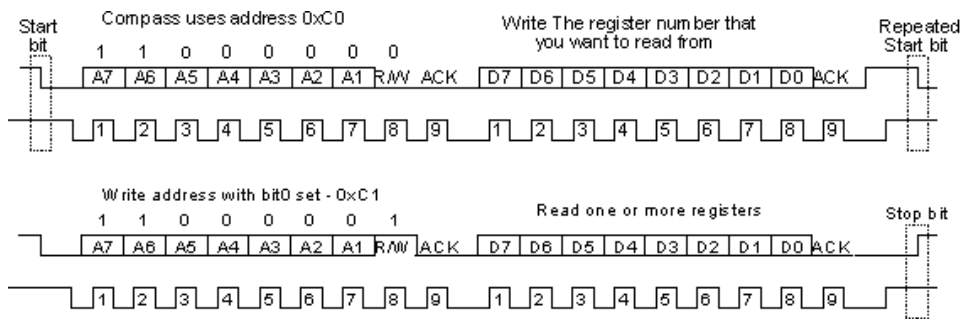 Start bit
Compass uses address 0xC0
Write The register number that
you want to read from
Repeated
Start bit
1 1 0 0 0 0 0 0
A7 A6 A5 A4 A3 A2 A1 R/W ACK D7 D6 D5 D4 D3 D2 D1 D0 ACK
1 2 3 4 5 6 7 8 9 1 2 3 4 5 6 7 8 9
Write address with bit0 set - 0xC1
1 1 0 0 0 0 0 1
Read one or more registers
Stop bit
A7 A6 A5 A4 A3 A2 A1 R/W ACK D7 D6 D5 D4 D3 D2 D1 D0 ACK
1 2 3 4 5 6 7 8 9 1 2 3 4 5 6 7 8 9